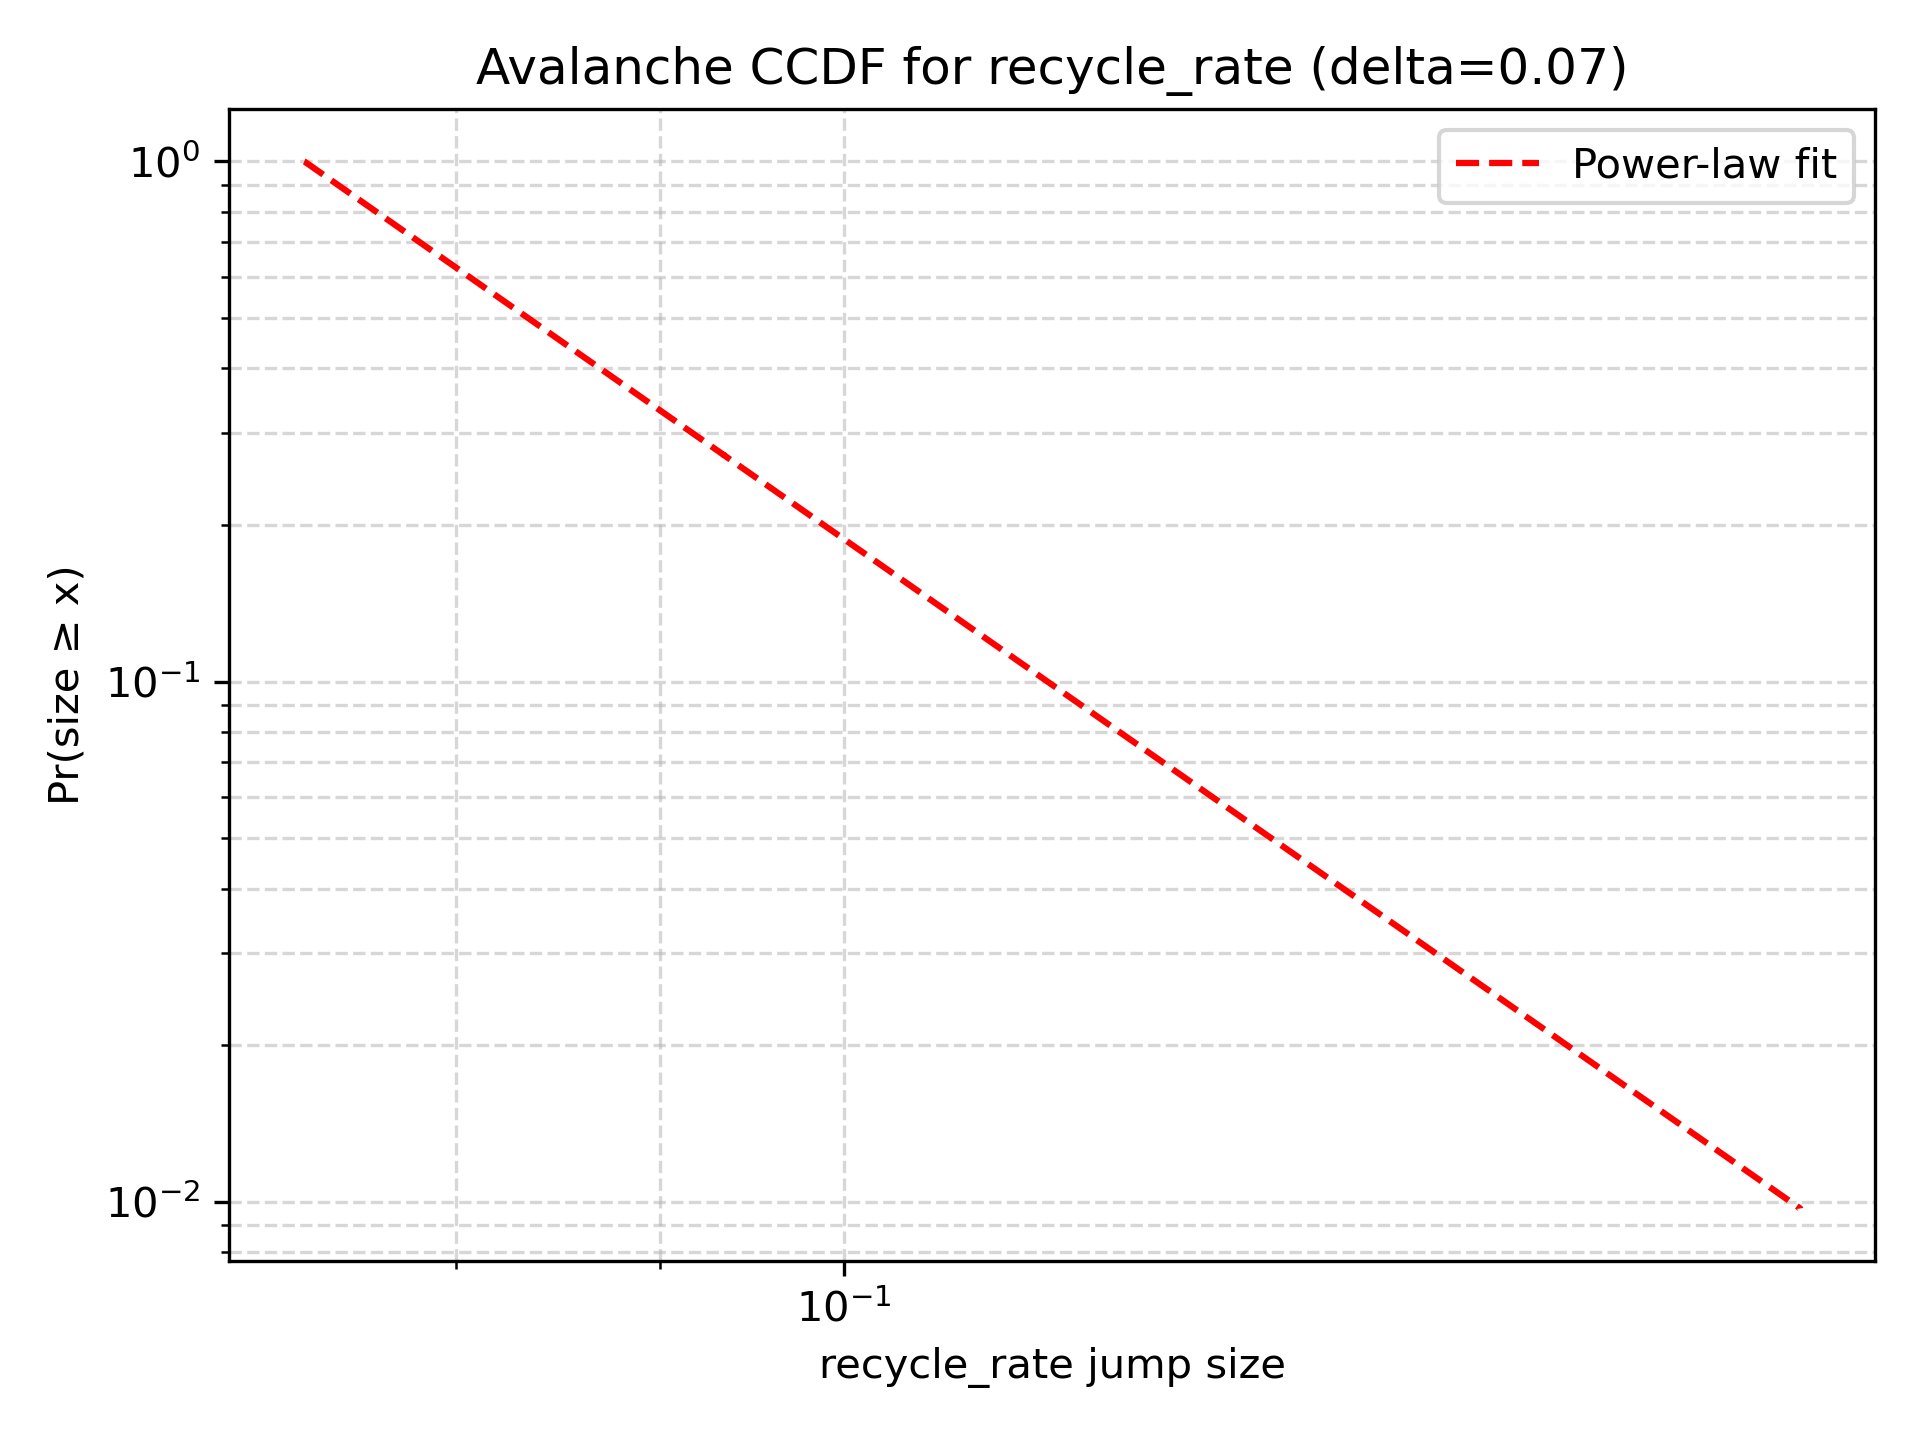 Avalanche CCDF for recycle_rate (delta=0.07)
Power-law fit
10⁰
10⁻¹
10⁻²
Pr(size ≥ x)
10⁻¹
recycle_rate jump size